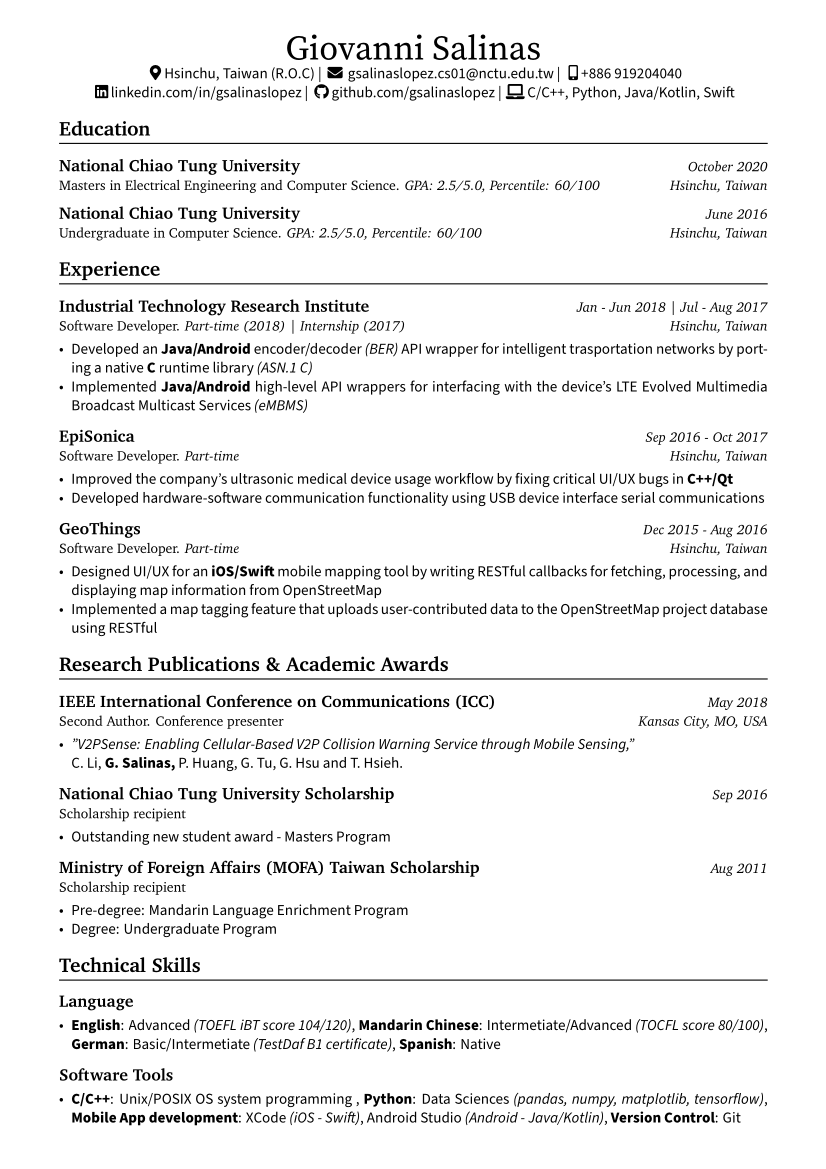 Giovanni Salinas
Hsinchu, Taiwan (R.O.C) | gsalinaslopez.cs01@nctu.edu.tw | +886 919204040
linkedin.com/in/gsalinaslopez | github.com/gsalinaslopez | C/C++, Python, Java/Kotlin, Swift
Education
National Chiao Tung University October 2020
Masters in Electrical Engineering and Computer Science. GPA: 2.5/5.0, Percentile: 60/100 Hsinchu, Taiwan
National Chiao Tung University June 2016
Undergraduate in Computer Science. GPA: 2.5/5.0, Percentile: 60/100 Hsinchu, Taiwan
Experience
Industrial Technology Research Institute Jan - Jun 2018 | Jul - Aug 2017
Software Developer. Part-time (2018) | Internship (2017) Hsinchu, Taiwan
• Developed an Java/Android encoder/decoder (BER) API wrapper for intelligent trasportation networks by port-
ing a native C runtime library (ASN.1 C)
• Implemented Java/Android high-level API wrappers for interfacing with the device's LTE Evolved Multimedia
Broadcast Multicast Services (eMBMS)
EpiSonica Sep 2016 - Oct 2017
Software Developer. Part-time Hsinchu, Taiwan
• Improved the company's ultrasonic medical device usage workflow by fixing critical UI/UX bugs in C++/Qt
• Developed hardware-software communication functionality using USB device interface serial communications
GeoThings Dec 2015 - Aug 2016
Software Developer. Part-time Hsinchu, Taiwan
• Designed UI/UX for an iOS/Swift mobile mapping tool by writing RESTful callbacks for fetching, processing, and
displaying map information from OpenStreetMap
• Implemented a map tagging feature that uploads user-contributed data to the OpenStreetMap project database
using RESTful
Research Publications & Academic Awards
IEEE International Conference on Communications (ICC) May 2018
Second Author. Conference presenter Kansas City, MO, USA
• ”V2PSense: Enabling Cellular-Based V2P Collision Warning Service through Mobile Sensing,”
C. Li, G. Salinas, P. Huang, G. Tu, G. Hsu and T. Hsieh.
National Chiao Tung University Scholarship Sep 2016
Scholarship recipient
• Outstanding new student award - Masters Program
Ministry of Foreign Affairs (MOFA) Taiwan Scholarship Aug 2011
Scholarship recipient
• Pre-degree: Mandarin Language Enrichment Program
• Degree: Undergraduate Program
Technical Skills
Language
• English: Advanced (TOEFL iBT score 104/120), Mandarin Chinese: Intermetiate/Advanced (TOCFL score 80/100),
German: Basic/Intermetiate (TestDaf B1 certificate), Spanish: Native
Software Tools
• C/C++: Unix/POSIX OS system programming , Python: Data Sciences (pandas, numpy, matplotlib, tensorflow),
Mobile App development: XCode (iOS - Swift), Android Studio (Android - Java/Kotlin), Version Control: Git